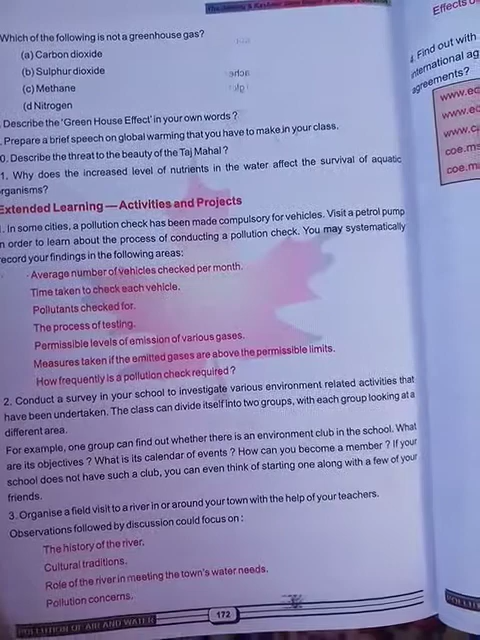 The Jammu & Kashmir State Board of School Education
Which of the following is not a greenhouse gas?
(a) Carbon dioxide
(b) Sulphur dioxide
(c) Methane
(d Nitrogen
. Describe the 'Green House Effect' in your own words ?
. Prepare a brief speech on global warming that you have to make in your class.
0. Describe the threat to the beauty of the Taj Mahal ?
1. Why does the increased level of nutrients in the water affect the survival of aquatic
organisms?
Extended Learning — Activities and Projects
1. In some cities, a pollution check has been made compulsory for vehicles. Visit a petrol pump
n order to learn about the process of conducting a pollution check. You may systematically
record your findings in the following areas:
Average number of vehicles checked per month.
Time taken to check each vehicle.
Pollutants checked for.
The process of testing.
Permissible levels of emission of various gases.
Measures taken if the emitted gases are above the permissible limits.
How frequently is a pollution check required ?
2. Conduct a survey in your school to investigate various environment related activities that
have been undertaken. The class can divide itself into two groups, with each group looking at a
different area.
For example, one group can find out whether there is an environment club in the school. What
are its objectives ? What is its calendar of events ? How can you become a member ? If your
school does not have such a club, you can even think of starting one along with a few of your
friends.
3. Organise a field visit to a river in or around your town with the help of your teachers.
Observations followed by discussion could focus on :
The history of the river.
Cultural traditions.
Role of the river in meeting the town's water needs.
Pollution concerns.
POLLUTION OF AIR AND WATER
172
Effects o
4. Find out with
international ag
agreements?
www.ec
www.ec
www.c
coe.ms
coe.m
POLLUT